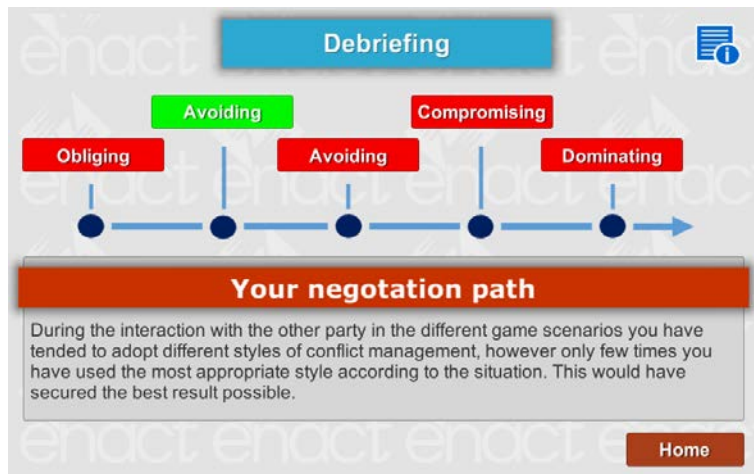 Debriefing
Avoiding
Compromising
Obliging
Avoiding
Dominating
Your negotation path
During the interaction with the other party in the different game scenarios you have
tended to adopt different styles of conflict management, however only few times you
have used the most appropriate style according to the situation. This would have
secured the best result possible.
Home
enact